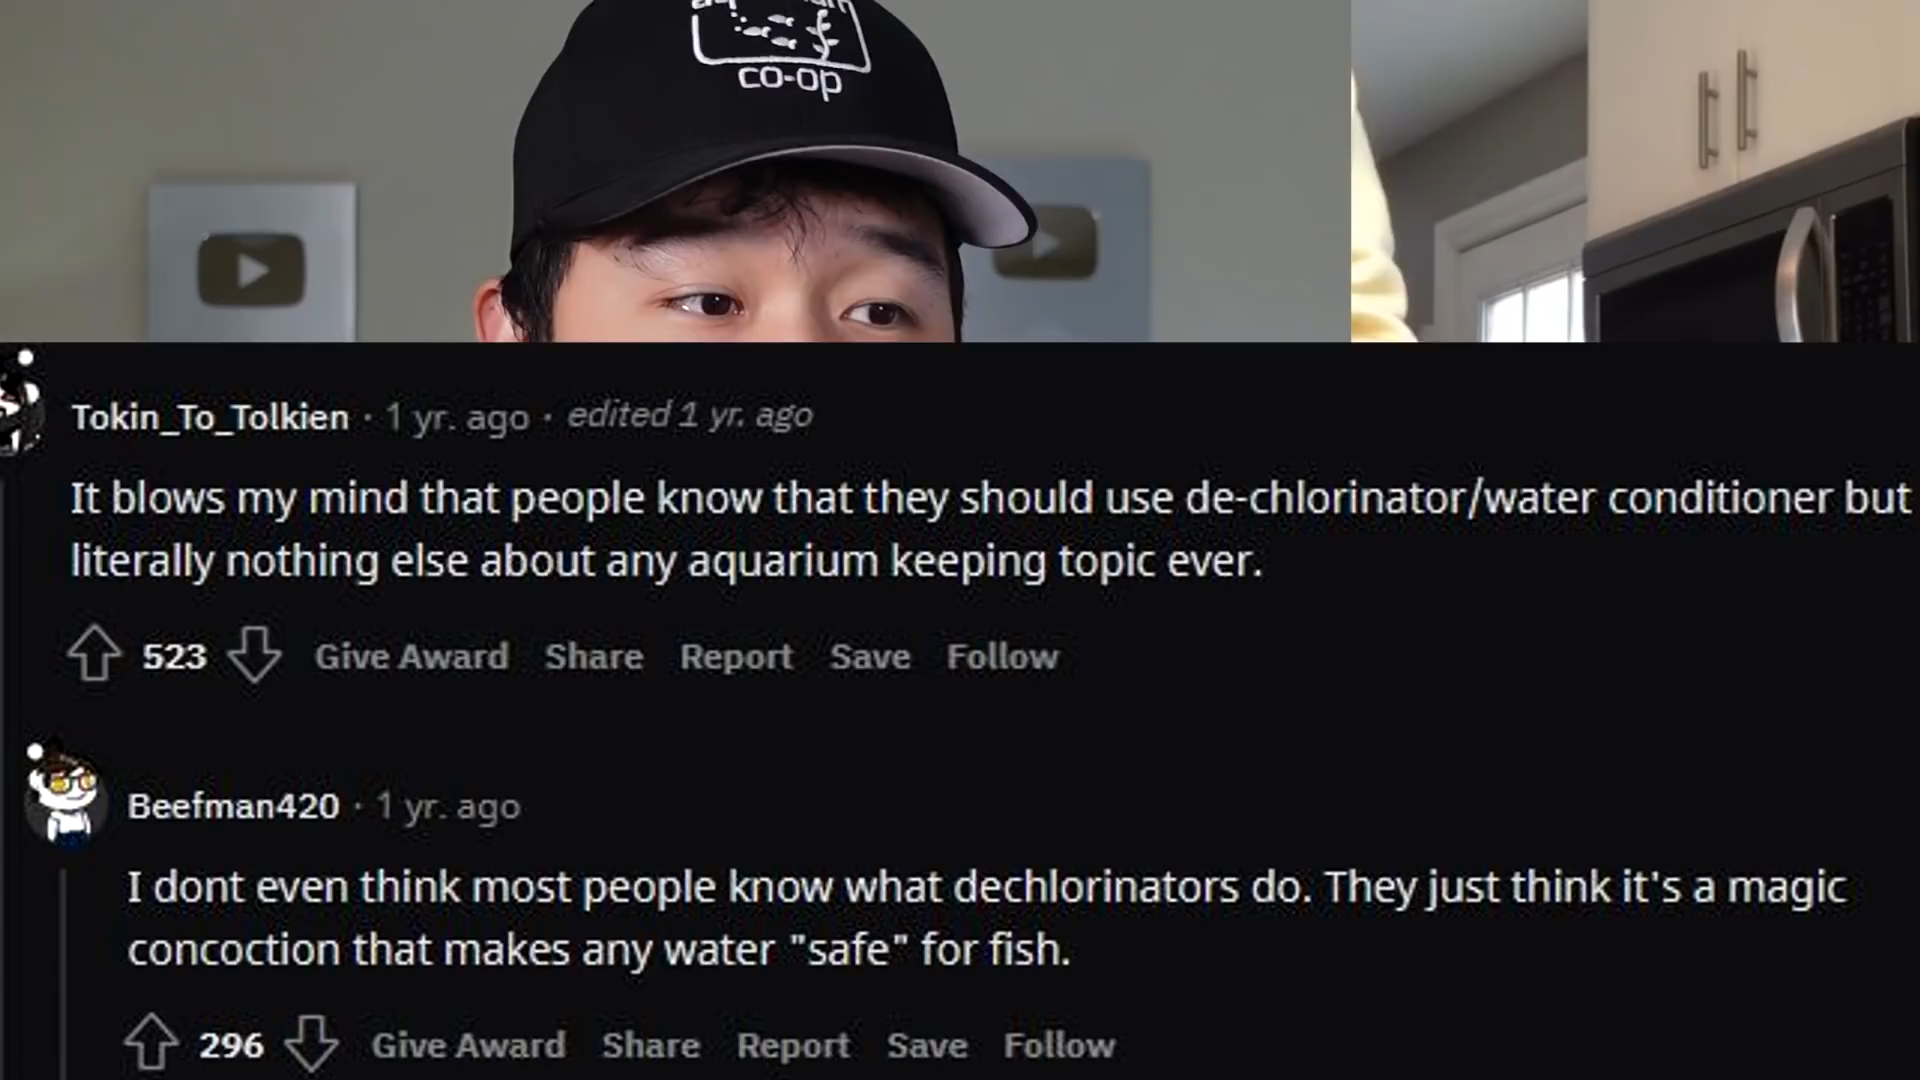 co-op
Tokin_To_Tolkien · 1 yr. ago · edited 1 yr. ago
It blows my mind that people know that they should use de-chlorinator/water conditioner but
literally nothing else about any aquarium keeping topic ever.
523 Give Award Share Report Save Follow
Beefman420 · 1 yr. ago
I dont even think most people know what dechlorinators do. They just think it's a magic
concoction that makes any water "safe" for fish.
296 Give Award Share Report Save Follow